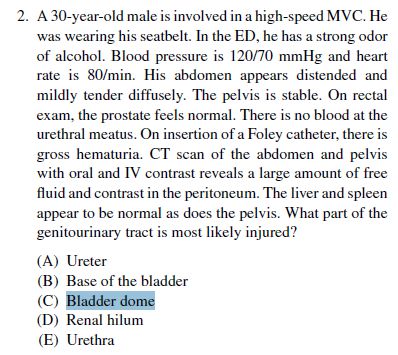 2. A 30-year-old male is involved in a high-speed MVC. He
was wearing his seatbelt. In the ED, he has a strong odor
of alcohol. Blood pressure is 120/70 mmHg and heart
rate is 80/min. His abdomen appears distended and
mildly tender diffusely. The pelvis is stable. On rectal
exam, the prostate feels normal. There is no blood at the
urethral meatus. On insertion of a Foley catheter, there is
gross hematuria. CT scan of the abdomen and pelvis
with oral and IV contrast reveals a large amount of free
fluid and contrast in the peritoneum. The liver and spleen
appear to be normal as does the pelvis. What part of the
genitourinary tract is most likely injured?
(A) Ureter
(B) Base of the bladder
(C) Bladder dome
(D) Renal hilum
(E) Urethra